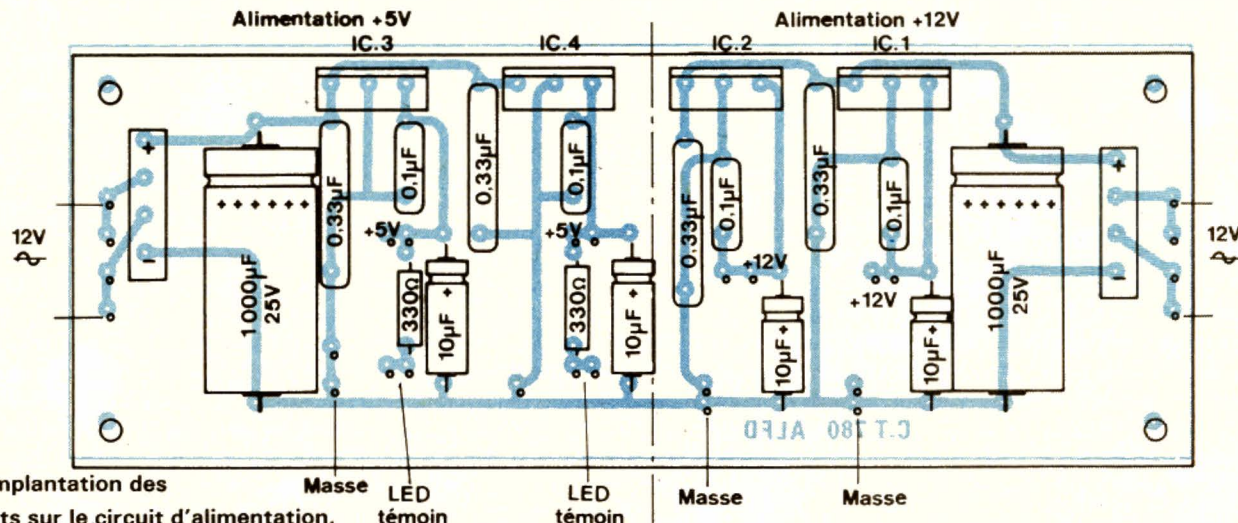 Alimentation +5V
Alimentation +12V
IC.3
IC.4
IC.2
IC.1
+
−
12V
+ + + + + +
1000µF
25V
0,33µF
0.1µF
+5V
330Ω
10µF +
0,33µF
0.1µF
+5V
330Ω
10µF +
0,33µF
0.1µF
+12V
10µF+
0.33µF
0.1µF
+12V
10µF+
+ + + + + +
1000µF
25V
+
−
12V
C.T 780 ALFD
Masse
LED
témoin
LED
témoin
Masse
Masse
mplantation des
ts sur le circuit d'alimentation.